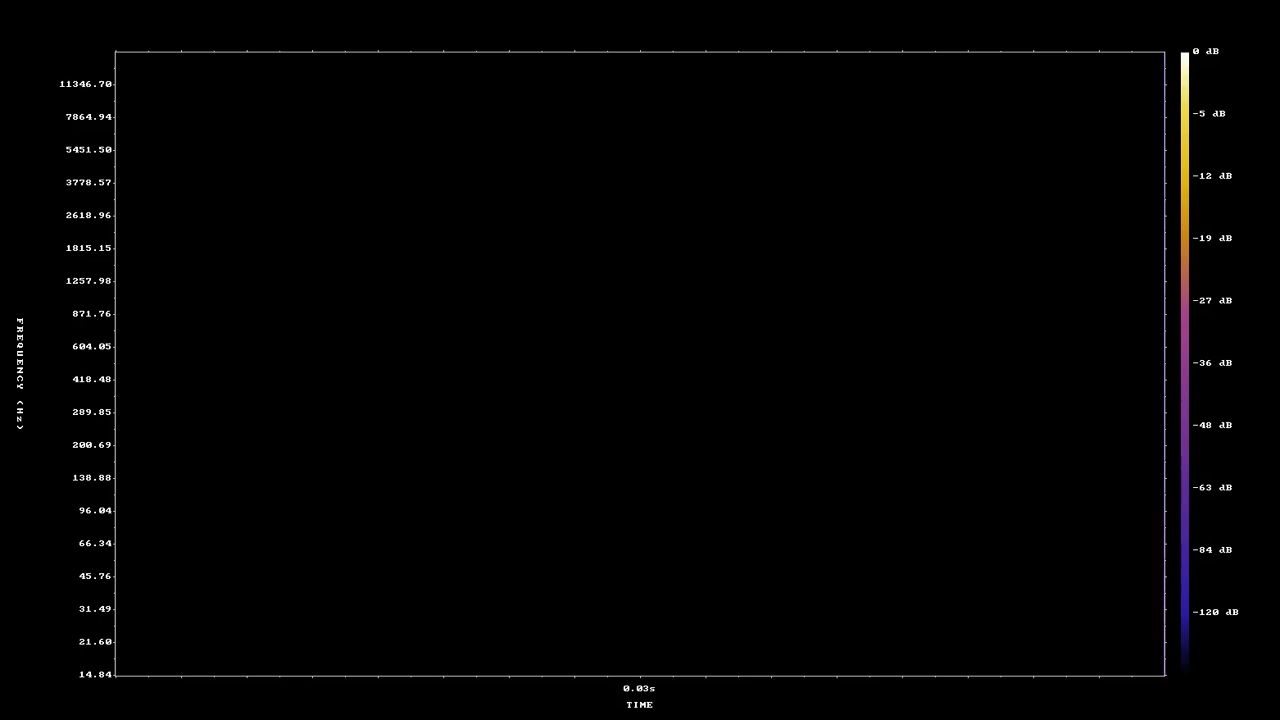 0 dB
11346.70
7864.94
-5 dB
5451.50
3778.57
-12 dB
2618.96
1815.15
-19 dB
1257.98
871.76
-27 dB
604.05
418.48
-36 dB
289.85
200.69
-48 dB
138.88
96.04
-63 dB
66.34
45.76
-84 dB
31.49
21.60
-120 dB
14.84
FREQUENCY (Hz)
0.03s
TIME